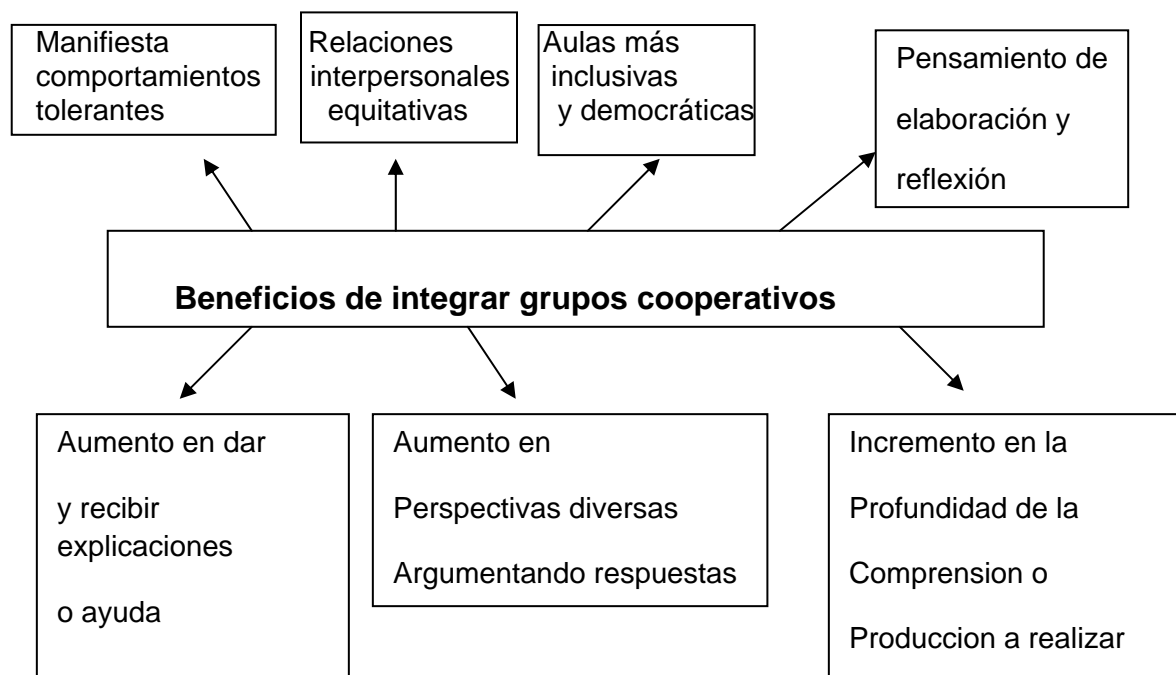 Manifiesta
comportamientos
tolerantes
Relaciones
interpersonales
equitativas
Aulas más
inclusivas
y democráticas
Pensamiento de
elaboración y
reflexión
Beneficios de integrar grupos cooperativos
Aumento en dar
y recibir
explicaciones
o ayuda
Aumento en
Perspectivas diversas
Argumentando respuestas
Incremento en la
Profundidad de la
Comprension o
Produccion a realizar